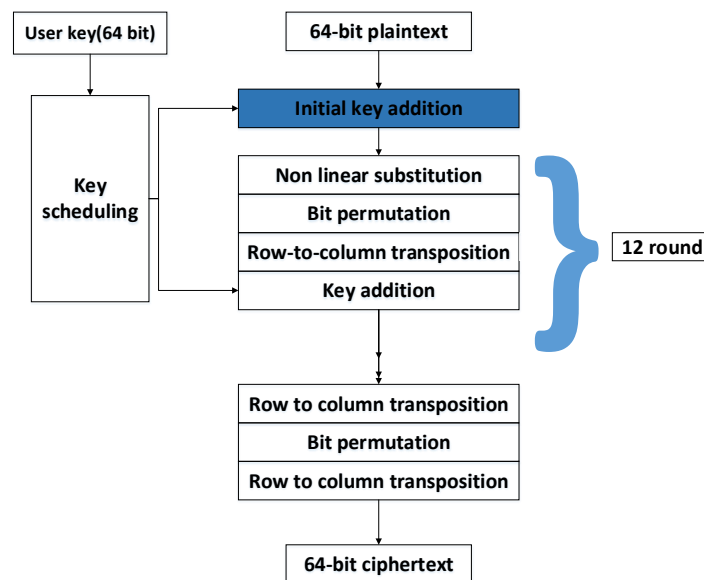 User key(64 bit)
64-bit plaintext
Initial key addition
Key
scheduling
Non linear substitution
Bit permutation
Row-to-column transposition
Key addition
12 round
Row to column transposition
Bit permutation
Row to column transposition
64-bit ciphertext